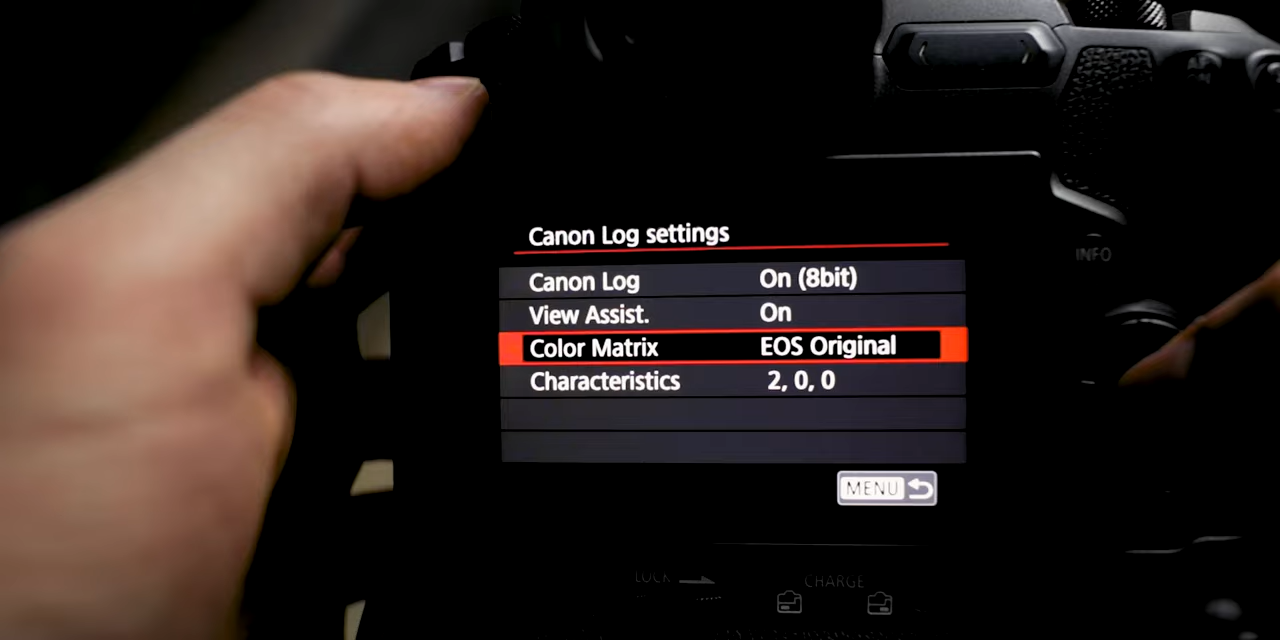 Canon Log settings
Canon Log On (8bit)
View Assist. On
Color Matrix EOS Original
Characteristics 2, 0, 0
MENU
INFO
LOCK
CHARGE